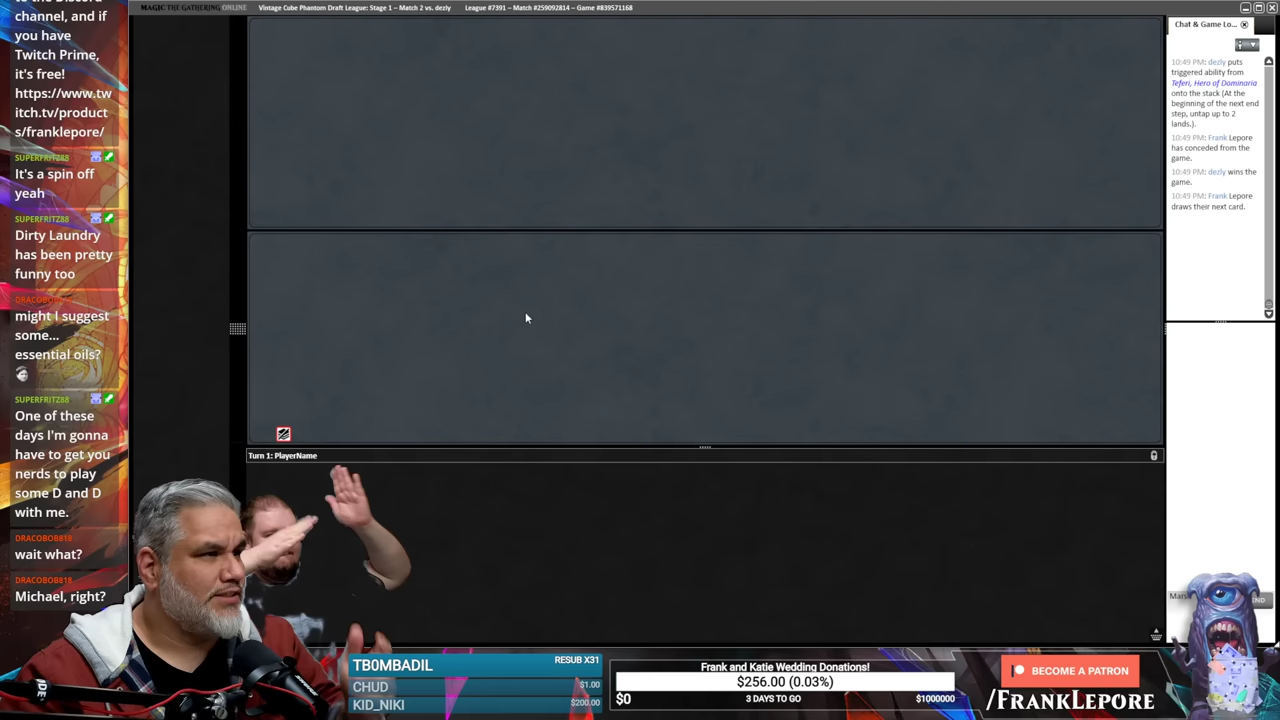 MAGIC THE GATHERING ONLINE
Vintage Cube Phantom Draft League: Stage 1 – Match 2 vs. dezly
League #7391 – Match #259092814 – Game #839571168
to the Discord
channel, and if
you have
Twitch Prime,
it's free!
https://www.tw
itch.tv/product
s/franklepore/
SUPERFRITZ88
It's a spin off
yeah
SUPERFRITZ88
Dirty Laundry
has been pretty
funny too
DRACOBOB818
might I suggest
some...
essential oils?
SUPERFRITZ88
One of these
days I'm gonna
have to get you
nerds to play
some D and D
with me.
DRACOBOB818
wait what?
DRACOBOB818
Michael, right?
Chat & Game Lo...
10:49 PM: dezly puts
triggered ability from
Teferi, Hero of Dominaria
onto the stack (At the
beginning of the next end
step, untap up to 2
lands.).
10:49 PM: Frank Lepore
has conceded from the
game.
10:49 PM: dezly wins the
game.
10:49 PM: Frank Lepore
draws their next card.
Turn 1: PlayerName
TB0MBADIL
RESUB X31
CHUD
$1.00
KID_NIKI
$200.00
Frank and Katie Wedding Donations!
$256.00 (0.03%)
$0
3 DAYS TO GO
$1000000
BECOME A PATRON
/FRANKLEPORE